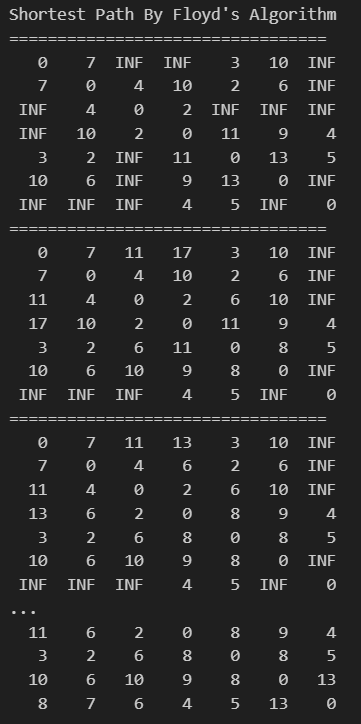 Shortest Path By Floyd's Algorithm
=================================
0 7 INF INF 3 10 INF
7 0 4 10 2 6 INF
INF 4 0 2 INF INF INF
INF 10 2 0 11 9 4
3 2 INF 11 0 13 5
10 6 INF 9 13 0 INF
INF INF INF 4 5 INF 0
=================================
0 7 11 17 3 10 INF
7 0 4 10 2 6 INF
11 4 0 2 6 10 INF
17 10 2 0 11 9 4
3 2 6 11 0 8 5
10 6 10 9 8 0 INF
INF INF INF 4 5 INF 0
=================================
0 7 11 13 3 10 INF
7 0 4 6 2 6 INF
11 4 0 2 6 10 INF
13 6 2 0 8 9 4
3 2 6 8 0 8 5
10 6 10 9 8 0 INF
INF INF INF 4 5 INF 0
...
11 6 2 0 8 9 4
3 2 6 8 0 8 5
10 6 10 9 8 0 13
8 7 6 4 5 13 0